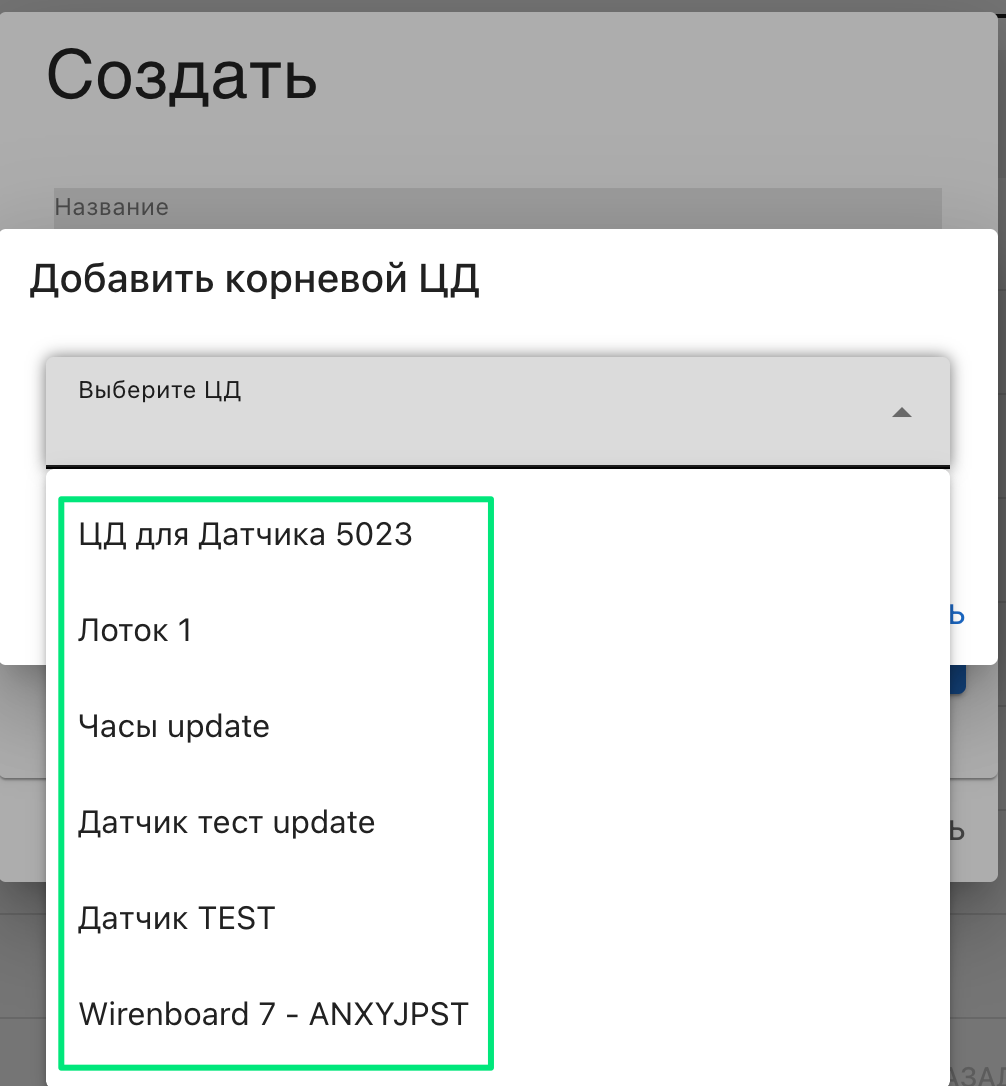 Создать
Название
Добавить корневой ЦД
Выберите ЦД
ЦД для Датчика 5023
Лоток 1
Часы update
Датчик тест update
Датчик TEST
Wirenboard 7 - ANXYJPST